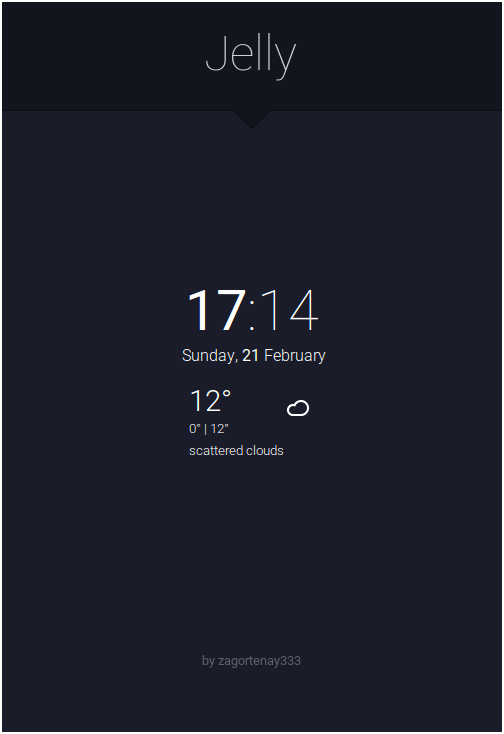 Jelly
17:14
Sunday, 21 February
12°
0° | 12°
scattered clouds
by zagortenay333